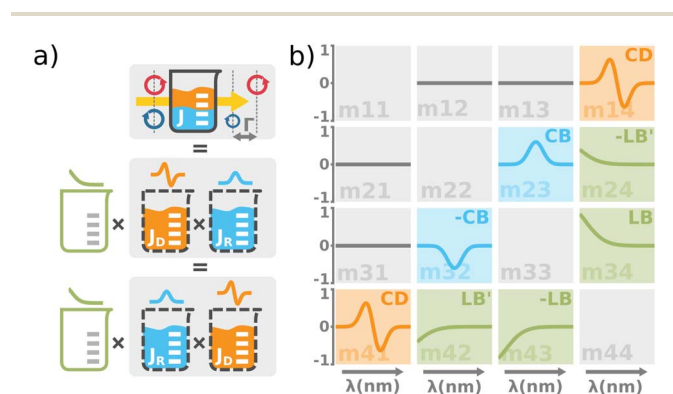 a)
J
Γ
=
× J_D × J_R
=
× J_R × J_D
b)
1 0 -1 m11 m12 m13 CD m14
1 0 -1 m21 m22 CB m23 -LB' m24
1 0 -1 m31 -CB m32 m33 LB m34
1 0 -1 CD m41 LB' m42 -LB m43 m44
λ(nm) λ(nm) λ(nm) λ(nm)